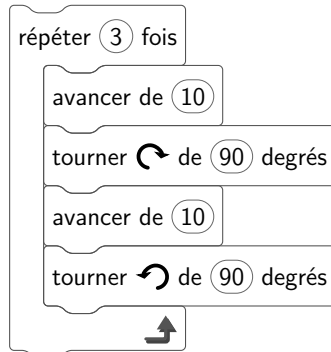 répéter 3 fois
avancer de 10
tourner de 90 degrés
avancer de 10
tourner de 90 degrés